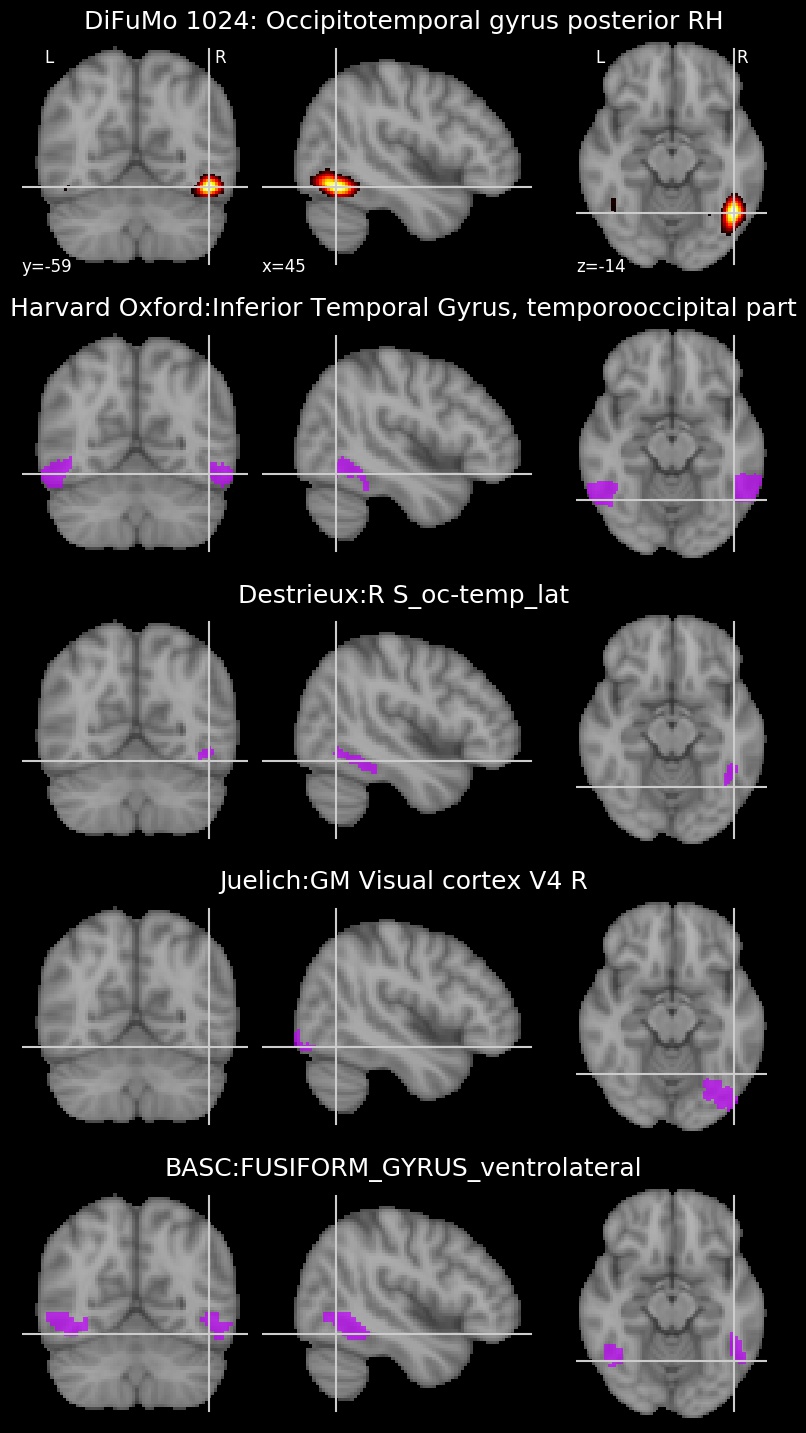 DiFuMo 1024: Occipitotemporal gyrus posterior RH
L R L R
y=-59 x=45 z=-14
Harvard Oxford:Inferior Temporal Gyrus, temporooccipital part
Destrieux:R S_oc-temp_lat
Juelich:GM Visual cortex V4 R
BASC:FUSIFORM_GYRUS_ventrolateral